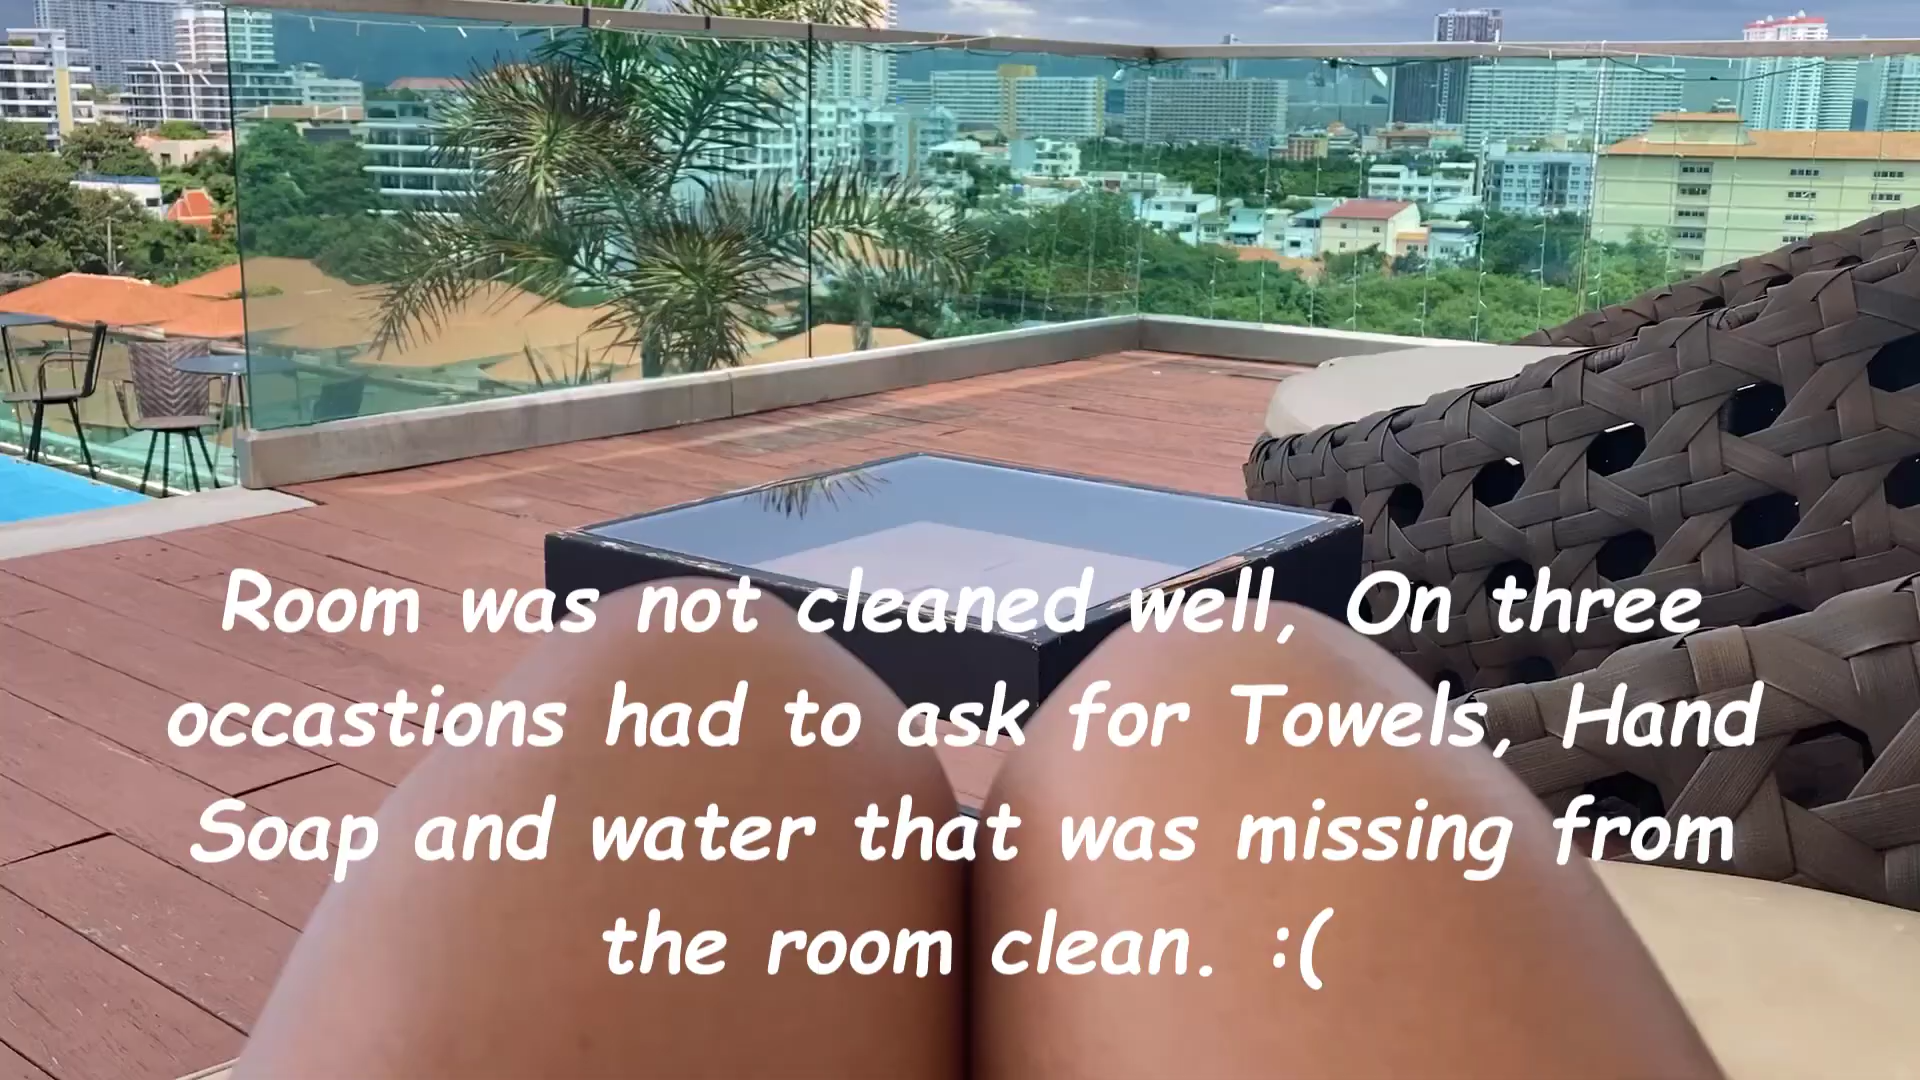 Room was not cleaned well, On three
occastions had to ask for Towels, Hand
Soap and water that was missing from
the room clean. :(